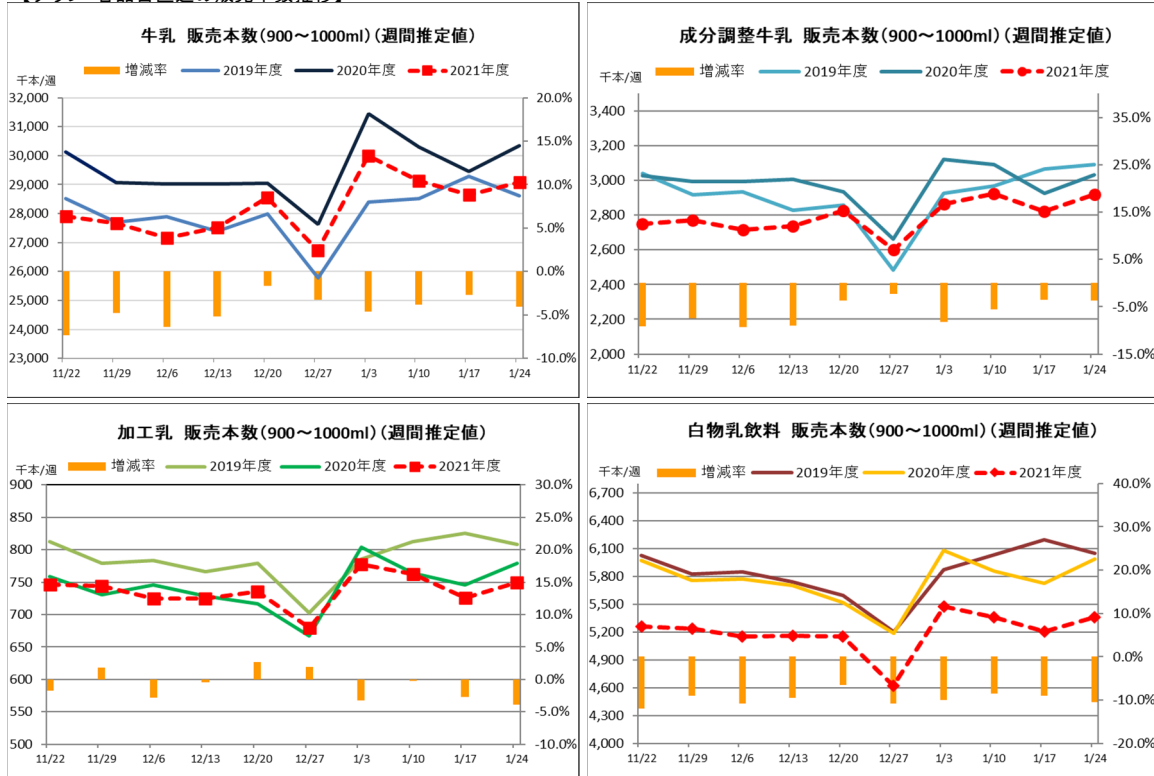 牛乳 販売本数(900～1000ml)(週間推定値)
千本/週
増減率 2019年度 2020年度 2021年度
32,000 20.0%
31,000
30,000 15.0%
29,000 10.0%
28,000
27,000 5.0%
26,000 0.0%
25,000
24,000 -5.0%
23,000 -10.0%
11/22 11/29 12/6 12/13 12/20 12/27 1/3 1/10 1/17 1/24
成分調整牛乳 販売本数(900～1000ml)(週間推定値)
千本/週
増減率 2019年度 2020年度 2021年度
3,400 35.0%
3,200
3,000 25.0%
2,800 15.0%
2,600
2,400 5.0%
2,200 -5.0%
2,000 -15.0%
11/22 11/29 12/6 12/13 12/20 12/27 1/3 1/10 1/17 1/24
加工乳 販売本数(900～1000ml)(週間推定値)
千本/週
増減率 2019年度 2020年度 2021年度
900 30.0%
850 25.0%
800 20.0%
750 15.0%
700 10.0%
650 5.0%
600 0.0%
550 -5.0%
500 -10.0%
11/22 11/29 12/6 12/13 12/20 12/27 1/3 1/10 1/17 1/24
白物乳飲料 販売本数(900～1000ml)(週間推定値)
千本/週
増減率 2019年度 2020年度 2021年度
6,700 40.0%
6,400 30.0%
6,100
5,800 20.0%
5,500 10.0%
5,200
4,900 0.0%
4,600 -10.0%
4,300
4,000 -20.0%
11/22 11/29 12/6 12/13 12/20 12/27 1/3 1/10 1/17 1/24